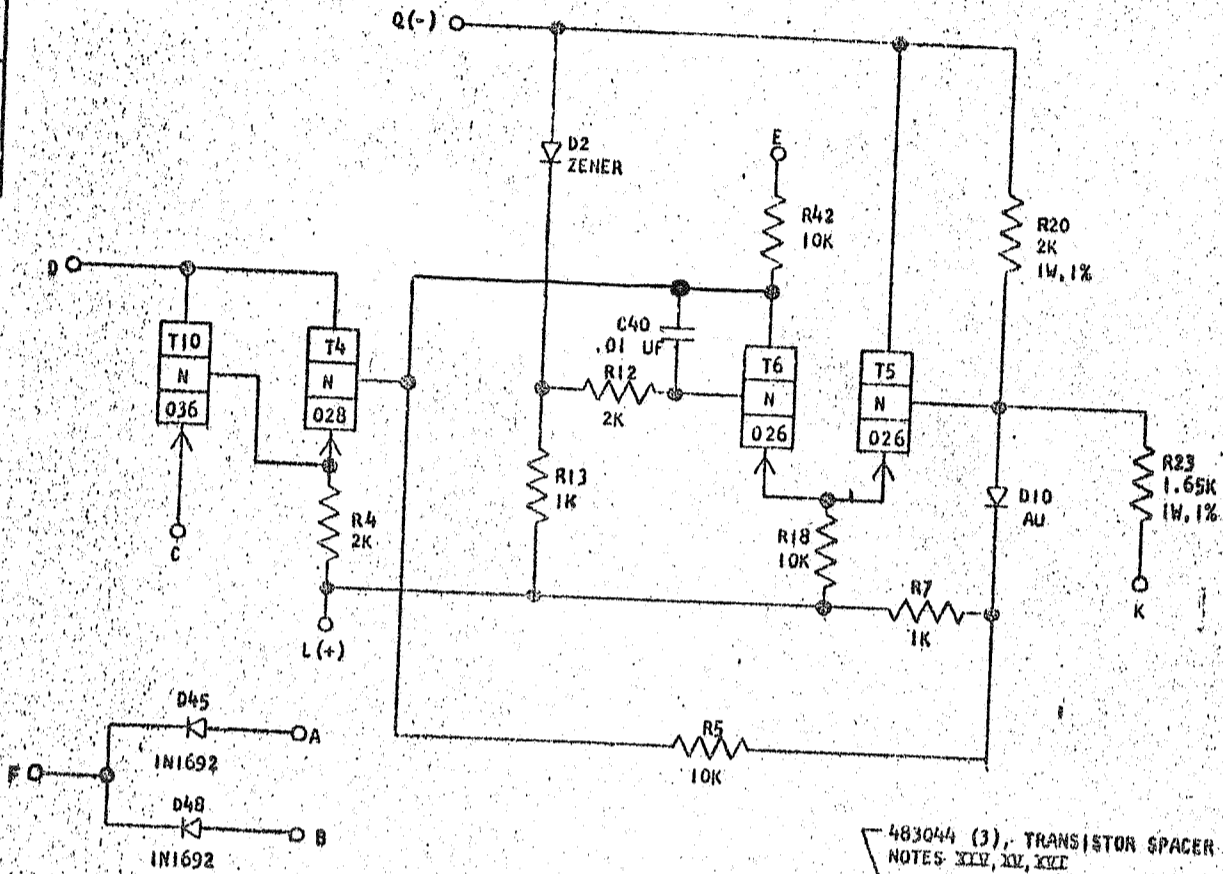 Q(-)
D2
ZENER
E
R42
10K
R20
2K
1W,1%
D
T10
N
036
T4
N
028
C40
.01 UF
R12
2K
T6
N
026
T5
N
026
R23
1.65K
1W,1%
R13
1K
D10
AU
R4
2K
C
R18
10K
R7
1K
K
L(+)
D45
A
1N1692
F
D48
B
1N1692
R5
10K
483044 (3), TRANSISTOR SPACER
NOTES XIV, XV, XVI